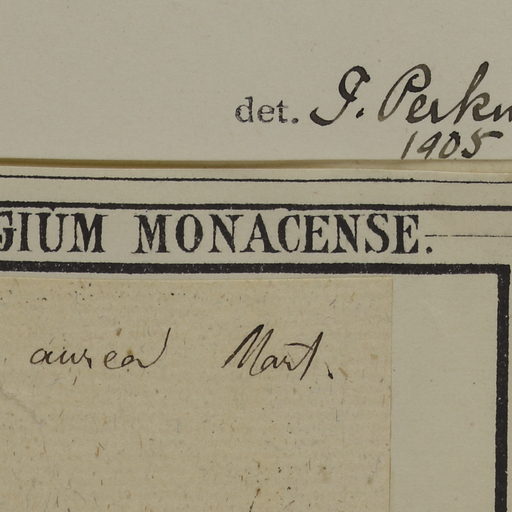 det. J. Perk
1905
GIUM MONACENSE.
aurea Mart.